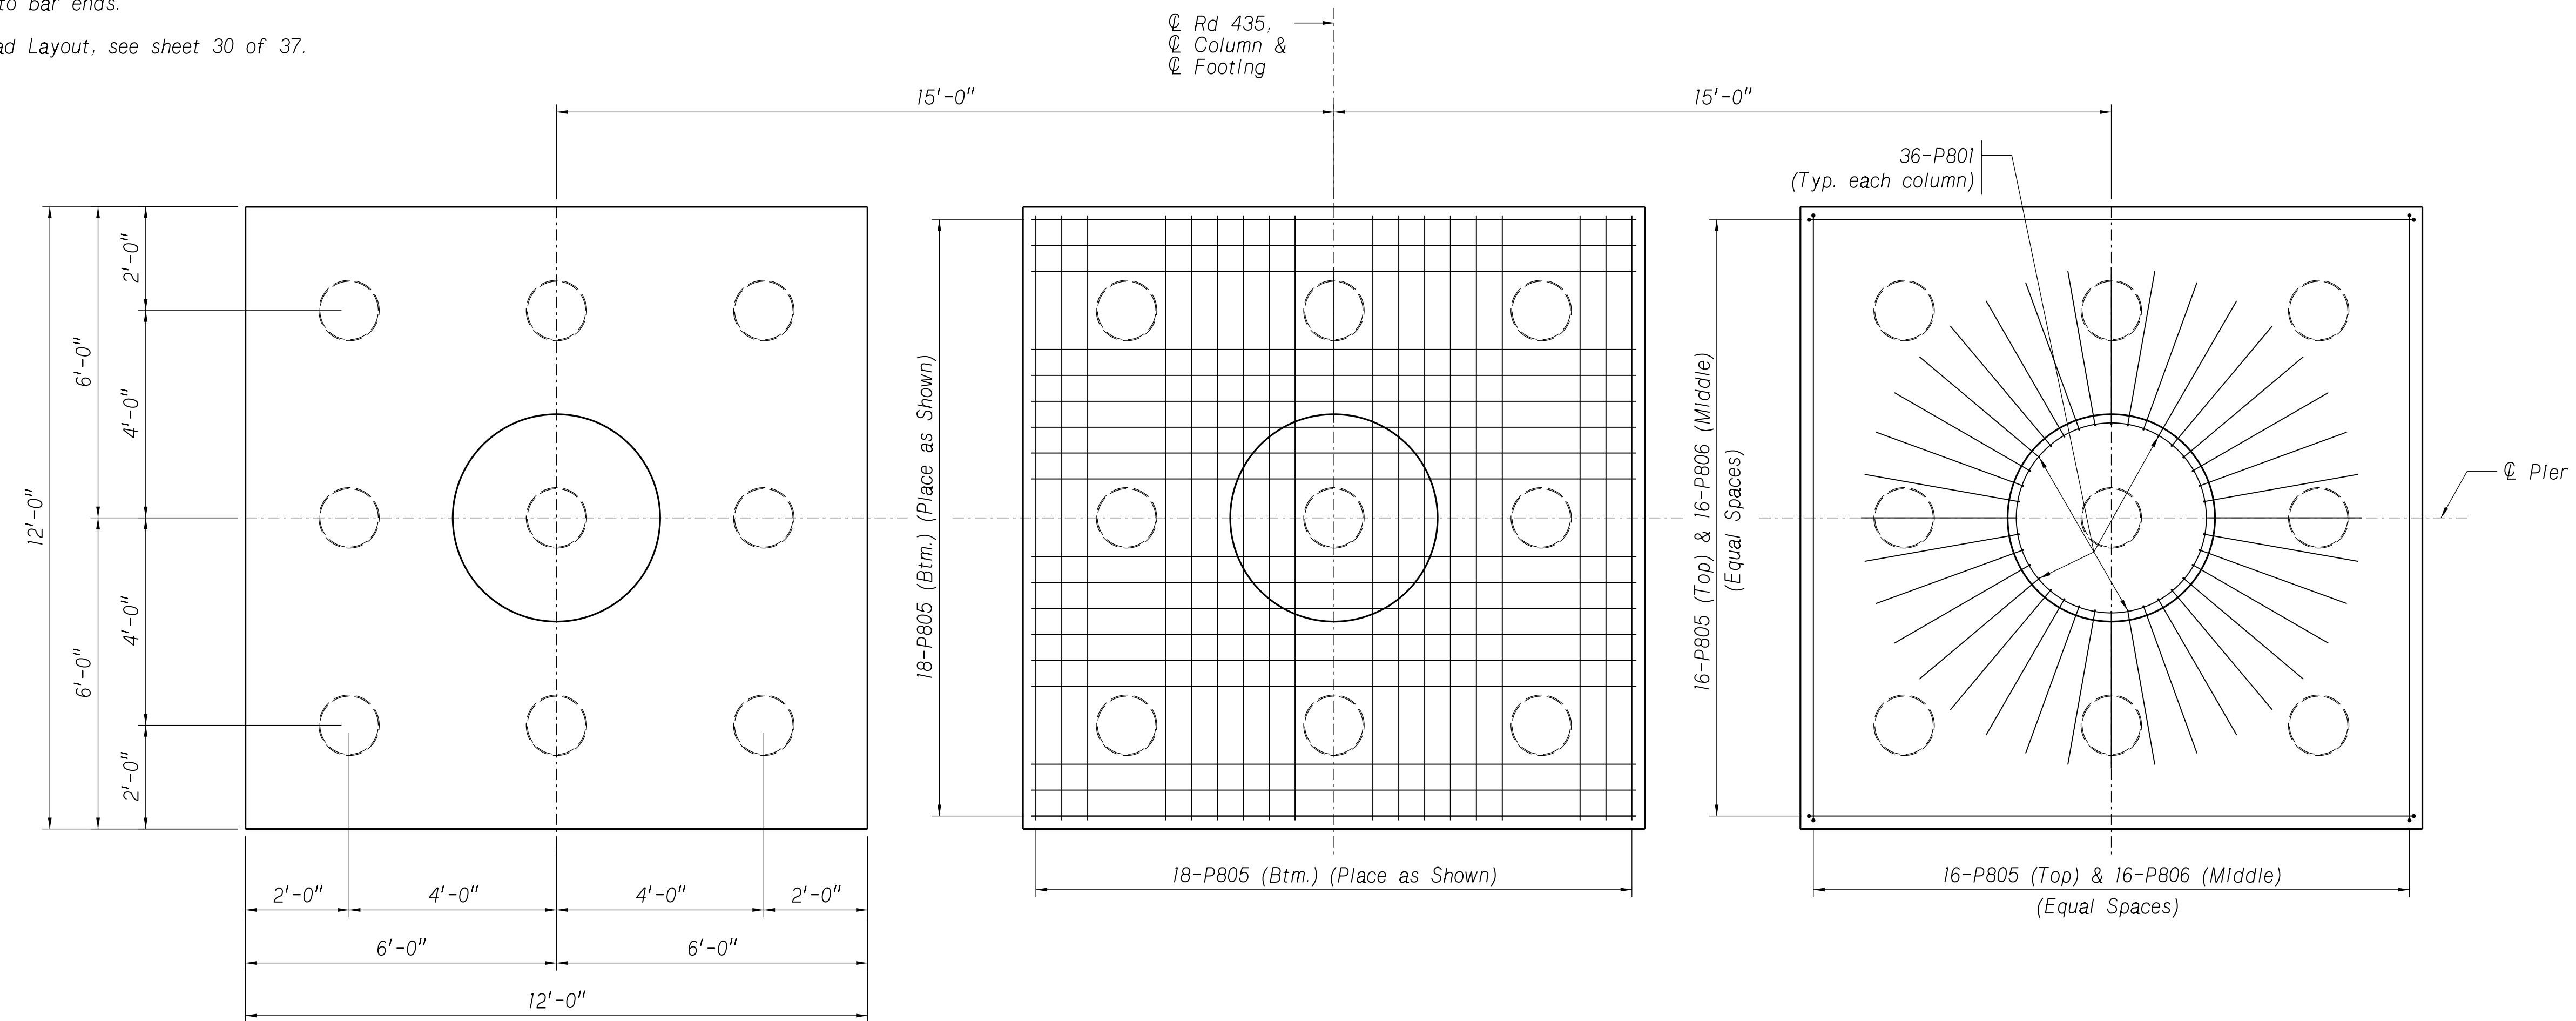 to bar ends.
ad Layout, see sheet 30 of 37.
℄ Rd 435,
℄ Column &
℄ Footing
15'-0"
15'-0"
36-P801
(Typ. each column)
12'-0"
6'-0"
6'-0"
2'-0"
4'-0"
4'-0"
2'-0"
18-P805 (Btm.) (Place as Shown)
16-P805 (Top) & 16-P806 (Middle)
(Equal Spaces)
℄ Pier
2'-0"
4'-0"
4'-0"
2'-0"
6'-0"
6'-0"
12'-0"
18-P805 (Btm.) (Place as Shown)
16-P805 (Top) & 16-P806 (Middle)
(Equal Spaces)